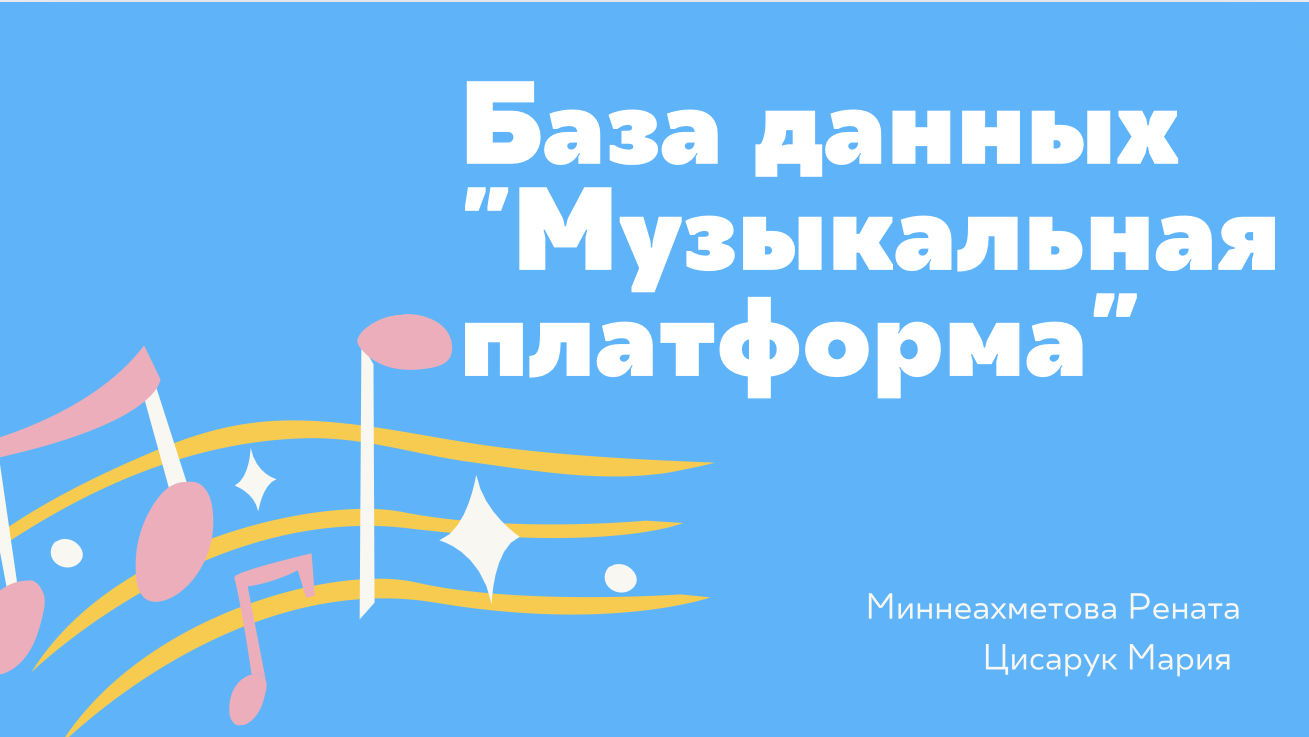 База данных
"Музыкальная
платформа"
Миннеахметова Рената
Цисарук Мария